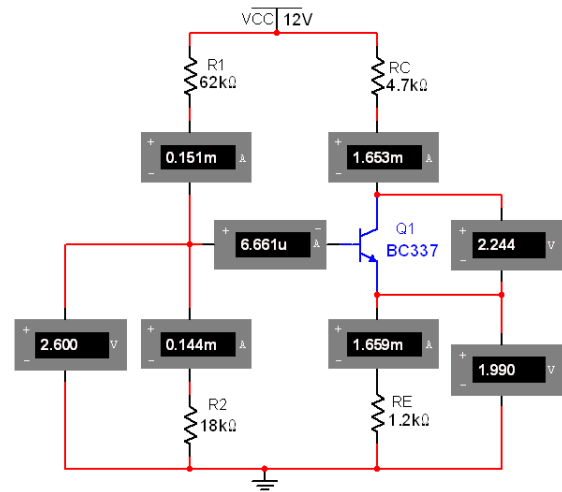 VCC 12V
R1
62kΩ
RC
4.7kΩ
+
-
0.151m
A
+
-
1.653m
A
+
-
6.661u
A
Q1
BC337
+
-
2.244
V
+
-
2.600
V
+
-
0.144m
A
+
-
1.659m
A
+
-
1.990
V
R2
18kΩ
RE
1.2kΩ